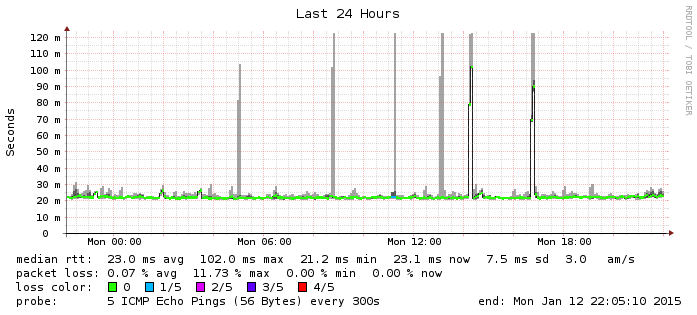 Last 24 Hours
RRDTOOL / TOBI OETIKER
Seconds
120 m
110 m
100 m
90 m
80 m
70 m
60 m
50 m
40 m
30 m
20 m
10 m
0
Mon 00:00 Mon 06:00 Mon 12:00 Mon 18:00
median rtt: 23.0 ms avg 102.0 ms max 21.2 ms min 23.1 ms now 7.5 ms sd 3.0 am/s
packet loss: 0.07 % avg 11.73 % max 0.00 % min 0.00 % now
loss color: 0 1/5 2/5 3/5 4/5
probe: 5 ICMP Echo Pings (56 Bytes) every 300s end: Mon Jan 12 22:05:10 2015